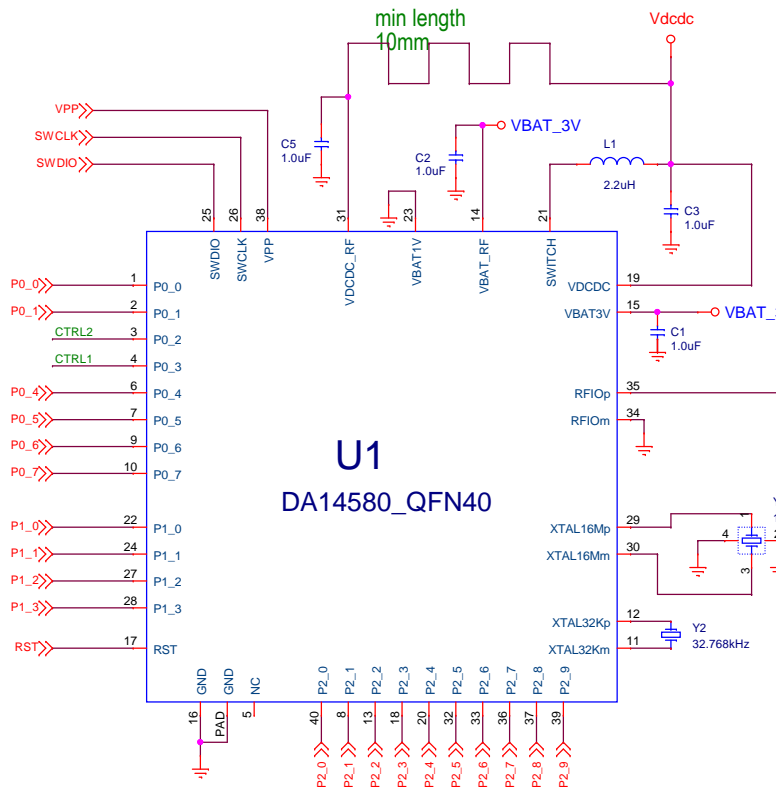 min length
10mm
Vdcdc
VPP
SWCLK
SWDIO
C5
1.0uF
C2
1.0uF
VBAT_3V
L1
2.2uH
C3
1.0uF
25
26
38
31
23
14
21
SWDIO
SWCLK
VPP
VDCDC_RF
VBAT1V
VBAT_RF
SWITCH
P0_0 1 P0_0
P0_1 2 P0_1
CTRL2 3 P0_2
CTRL1 4 P0_3
P0_4 6 P0_4
P0_5 7 P0_5
P0_6 9 P0_6
P0_7 10 P0_7
P1_0 22 P1_0
P1_1 24 P1_1
P1_2 27 P1_2
P1_3 28 P1_3
RST 17 RST
U1
DA14580_QFN40
VDCDC 19
VBAT3V 15
VBAT_3
C1
1.0uF
RFIOp 35
RFIOm 34
XTAL16Mp 29
XTAL16Mm 30
1
4
2
3
Y
XTAL32Kp 12
XTAL32Km 11
Y2
32.768kHz
GND
GND
NC
P2_0
P2_1
P2_2
P2_3
P2_4
P2_5
P2_6
P2_7
P2_8
P2_9
16
PAD
5
40
8
13
18
20
32
33
36
37
39
P2_0
P2_1
P2_2
P2_3
P2_4
P2_5
P2_6
P2_7
P2_8
P2_9